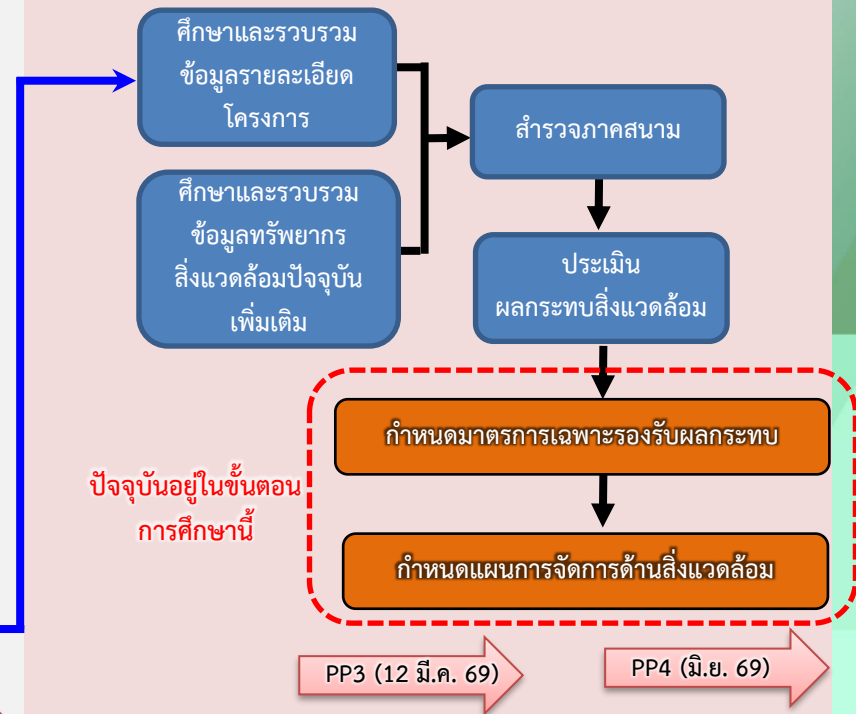 ศึกษาและรวบรวม
ข้อมูลรายละเอียด
โครงการ
สำรวจภาคสนาม
ศึกษาและรวบรวม
ข้อมูลทรัพยากร
สิ่งแวดล้อมปัจจุบัน
เพิ่มเติม
ประเมิน
ผลกระทบสิ่งแวดล้อม
กำหนดมาตรการเฉพาะรองรับผลกระทบ
ปัจจุบันอยู่ในขั้นตอน
การศึกษานี้
กำหนดแผนการจัดการด้านสิ่งแวดล้อม
PP3 (12 มี.ค. 69)
PP4 (มิ.ย. 69)